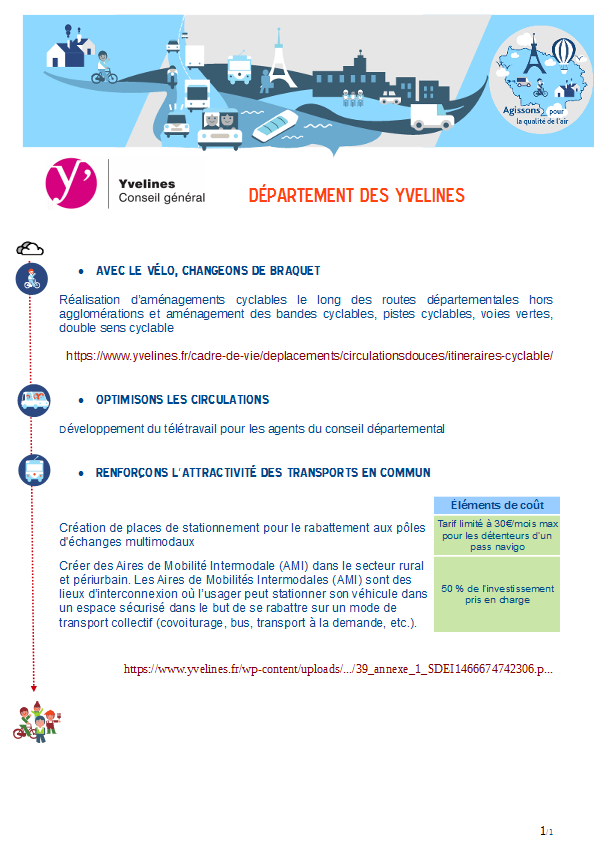 Agissons pour
la qualité de l'air
y'
Yvelines
Conseil général
DÉPARTEMENT DES YVELINES
• AVEC LE VÉLO, CHANGEONS DE BRAQUET
Réalisation d'aménagements cyclables le long des routes départementales hors
agglomérations et aménagement des bandes cyclables, pistes cyclables, voies vertes,
double sens cyclable
https://www.yvelines.fr/cadre-de-vie/deplacements/circulationsdouces/itineraires-cyclable/
• OPTIMISONS LES CIRCULATIONS
Développement du télétravail pour les agents du conseil départemental
• RENFORÇONS L'ATTRACTIVITÉ DES TRANSPORTS EN COMMUN
Éléments de coût
Création de places de stationnement pour le rabattement aux pôles
d'échanges multimodaux
Tarif limité à 30€/mois max
pour les détenteurs d'un
pass navigo
Créer des Aires de Mobilité Intermodale (AMI) dans le secteur rural
et périurbain. Les Aires de Mobilités Intermodales (AMI) sont des
lieux d'interconnexion où l'usager peut stationner son véhicule dans
un espace sécurisé dans le but de se rabattre sur un mode de
transport collectif (covoiturage, bus, transport à la demande, etc.).
50 % de l'investissement
pris en charge
https://www.yvelines.fr/wp-content/uploads/.../39_annexe_1_SDEI1466674742306.p...
1/1